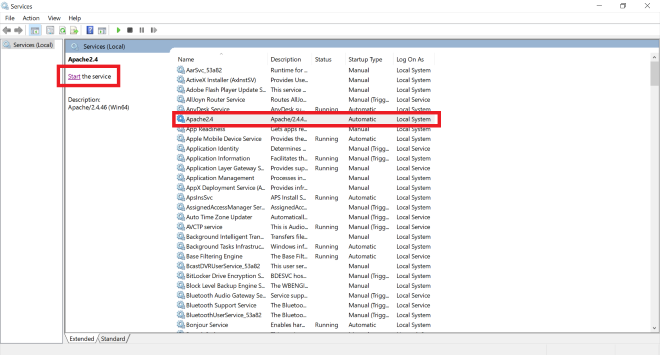 Services
File Action View Help
Services (Local)
Services (Local)
Apache2.4
Start the service
Description:
Apache/2.4.46 (Win64)
Name Description Status Startup Type Log On As
AarSvc_53a82 Runtime for ... Manual Local System
ActiveX Installer (AxInstSV) Provides Use... Manual Local System
Adobe Flash Player Update S... This service ... Manual Local System
AllJoyn Router Service Routes AllJo... Manual (Trigg... Local Service
AnyDesk Service AnyDesk su... Running Automatic Local System
Apache2.4 Apache/2.4.4... Automatic Local System
App Readiness Gets apps re... Manual Local System
Apple Mobile Device Service Provides the... Running Automatic Local System
Application Identity Determines ... Manual (Trigg... Local Service
Application Information Facilitates th... Running Manual (Trigg... Local System
Application Layer Gateway S... Provides sup... Running Manual Local Service
Application Management Processes in... Manual Local System
AppX Deployment Service (A... Provides infr... Manual Local System
ApsInsSvc APS Install S... Running Automatic Local System
AssignedAccessManager Ser... AssignedAcc... Manual (Trigg... Local System
Auto Time Zone Updater Automaticall... Manual (Trigg... Local Service
AVCTP service This is Audio... Running Manual (Trigg... Local Service
Background Intelligent Tran... Transfers file... Manual Local System
Background Tasks Infrastruc... Windows inf... Running Automatic Local System
Base Filtering Engine The Base Filt... Running Automatic Local Service
BcastDVRUserService_53a82 This user ser... Manual Local System
BitLocker Drive Encryption S... BDESVC hos... Manual (Trigg... Local System
Block Level Backup Engine S... The WBENGI... Manual Local System
Bluetooth Audio Gateway Se... Service supp... Manual (Trigg... Local Service
Bluetooth Support Service The Bluetoo... Manual (Trigg... Local Service
BluetoothUserService_53a82 The Bluetoo... Manual (Trigg... Local System
Bonjour Service Enables har... Running Automatic Local System
Extended Standard